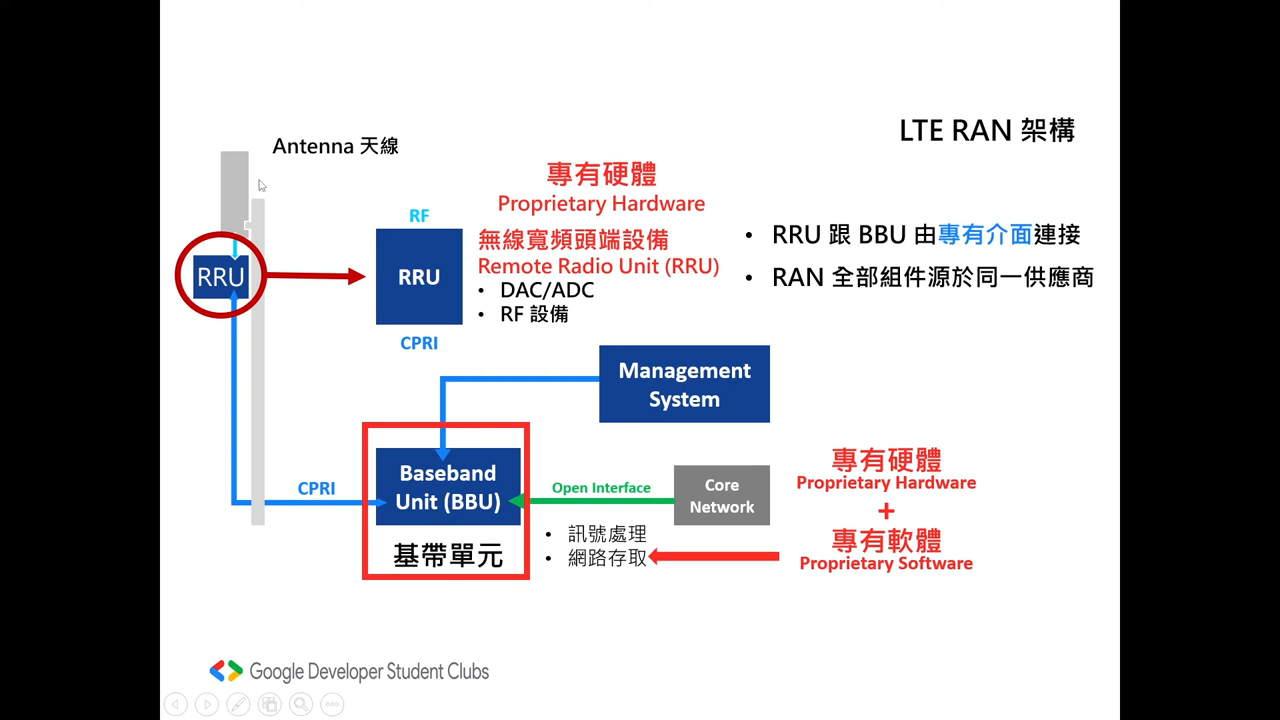 LTE RAN 架構
Antenna 天線
專有硬體
Proprietary Hardware
RF
無線寬頻頭端設備
Remote Radio Unit (RRU)
• DAC/ADC
• RF 設備
RRU
RRU
CPRI
• RRU 跟 BBU 由專有介面連接
• RAN 全部組件源於同一供應商
Management
System
Baseband
Unit (BBU)
基帶單元
CPRI
Open Interface
Core
Network
• 訊號處理
• 網路存取
專有硬體
Proprietary Hardware
+
專有軟體
Proprietary Software
Google Developer Student Clubs